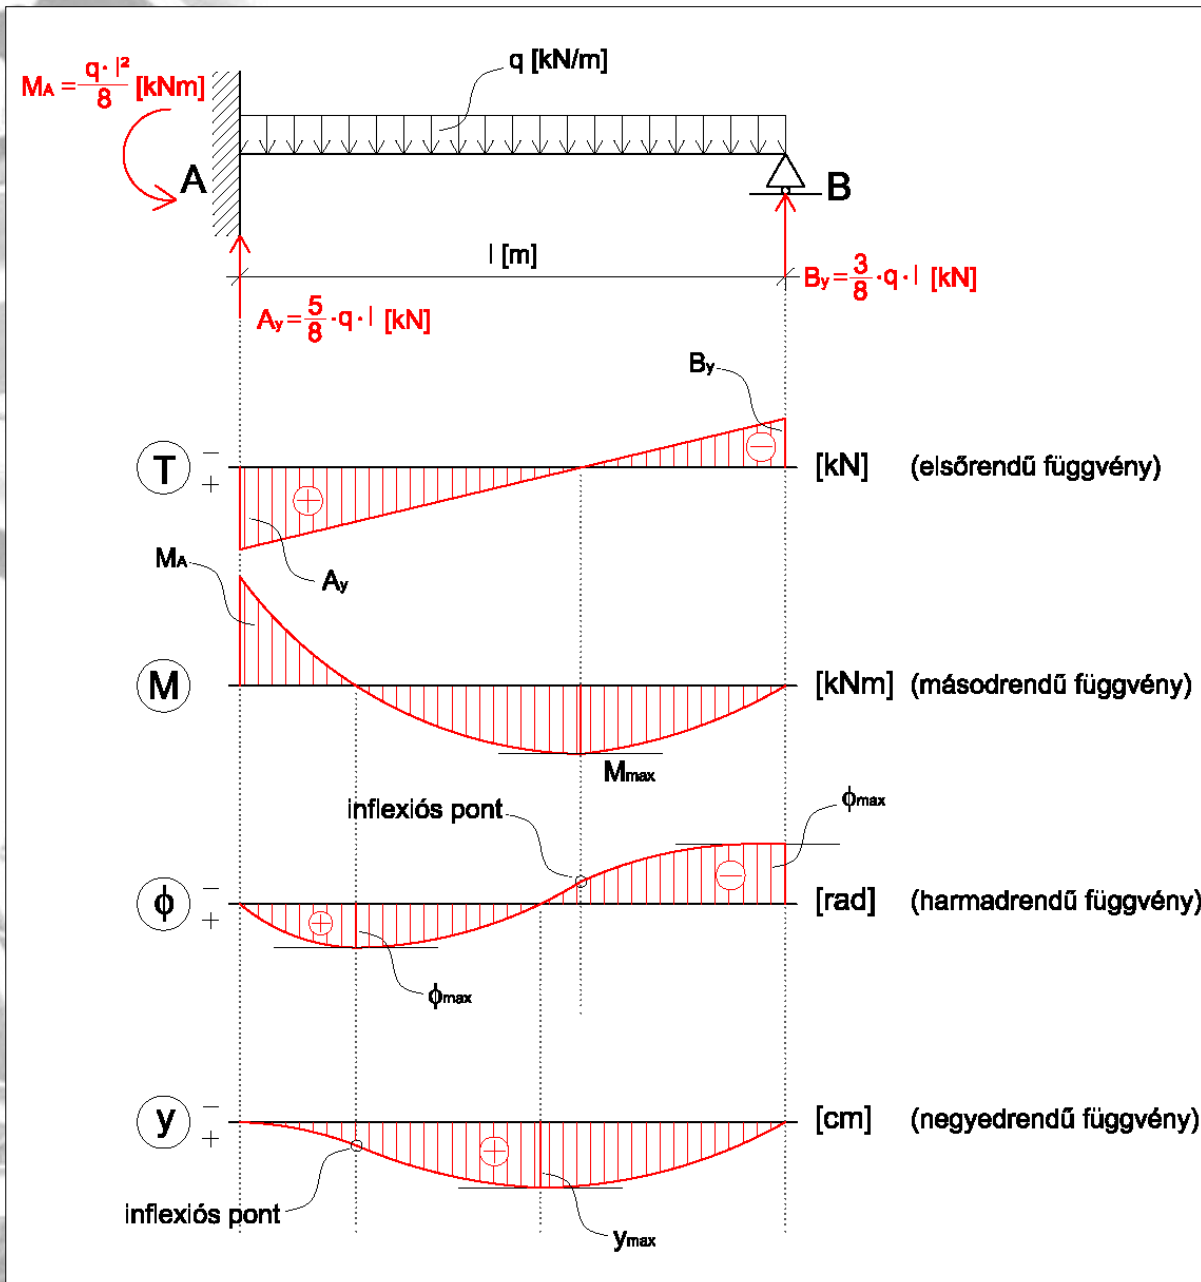 q [kN/m]
MA = q· l² / 8 [kNm]
A
B
l [m]
By = 3/8 ·q· l [kN]
Ay = 5/8 ·q· l [kN]
By
T
−
+
+
−
[kN] (elsőrendű függvény)
MA
Ay
M
[kNm] (másodrendű függvény)
Mmax
inflexiós pont
ϕmax
ϕ
−
+
+
−
[rad] (harmadrendű függvény)
ϕmax
y
−
+
+
[cm] (negyedrendű függvény)
inflexiós pont
ymax